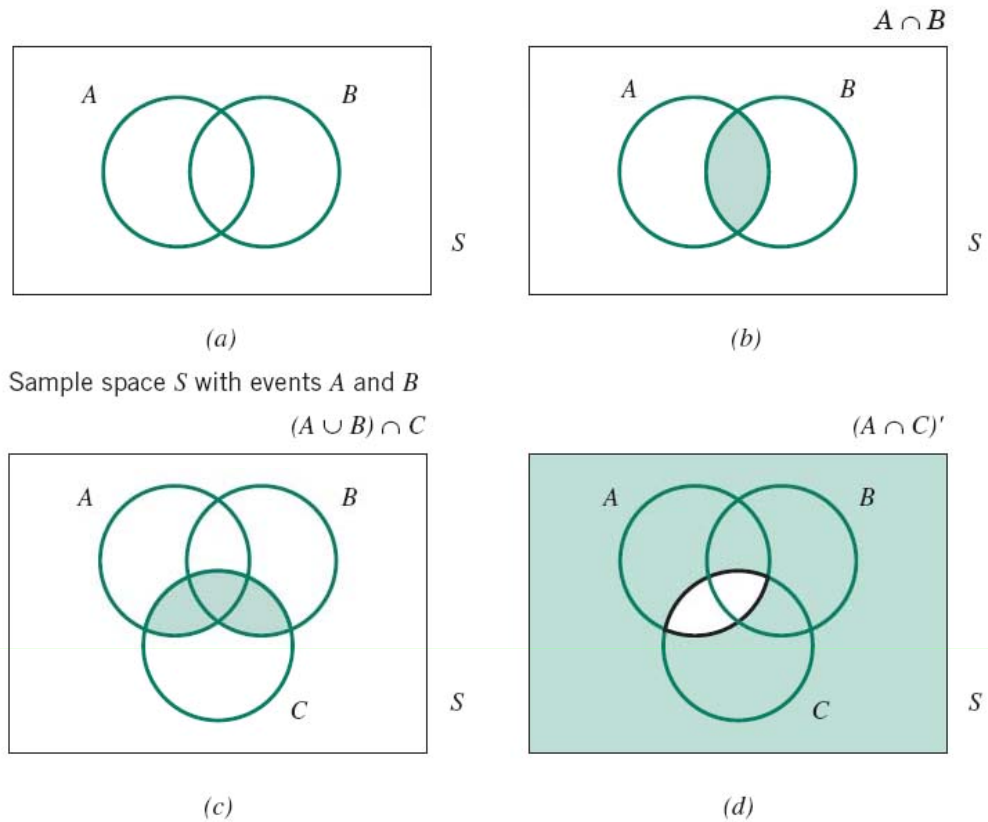 A ∩ B
A
B
S
A
B
S
(a)
(b)
Sample space S with events A and B
(A ∪ B) ∩ C
(A ∩ C)′
A
B
C
S
A
B
C
S
(c)
(d)